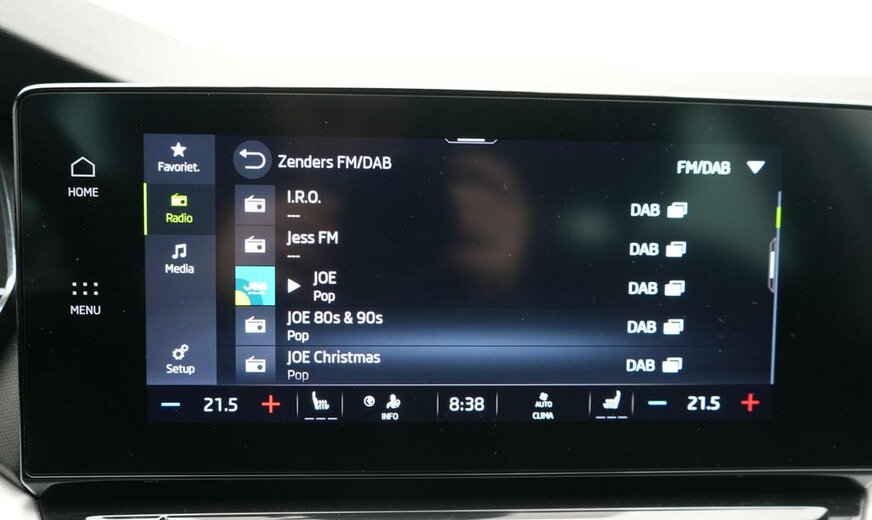 HOME
MENU
Favoriet.
Radio
Media
Setup
Zenders FM/DAB
FM/DAB
I.R.O.
---
DAB
Jess FM
---
DAB
JOE
JOE
Pop
DAB
JOE 80s & 90s
Pop
DAB
JOE Christmas
Pop
DAB
21.5
INFO
8:38
AUTO
CLIMA
21.5